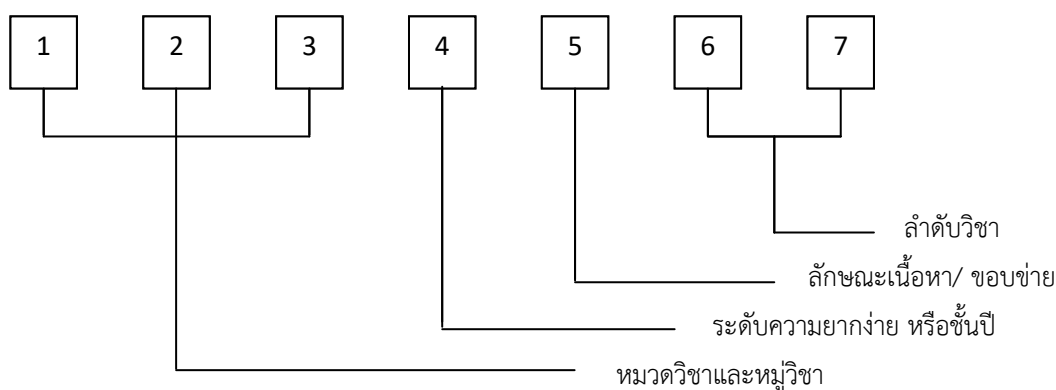 1 2 3 4 5 6 7
ลำดับวิชา
ลักษณะเนื้อหา/ ขอบข่าย
ระดับความยากง่าย หรือชั้นปี
หมวดวิชาและหมู่วิชา